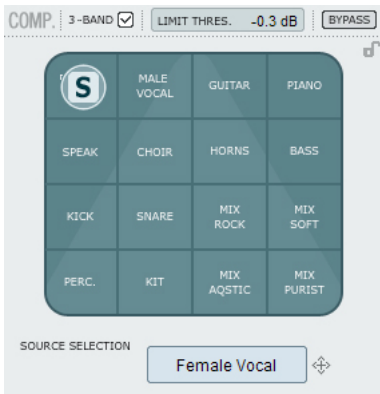 COMP. 3-BAND LIMIT THRES. -0.3 dB BYPASS
S MALE VOCAL GUITAR PIANO
SPEAK CHOIR HORNS BASS
KICK SNARE MIX ROCK MIX SOFT
PERC. KIT MIX AQSTIC MIX PURIST
SOURCE SELECTION
Female Vocal